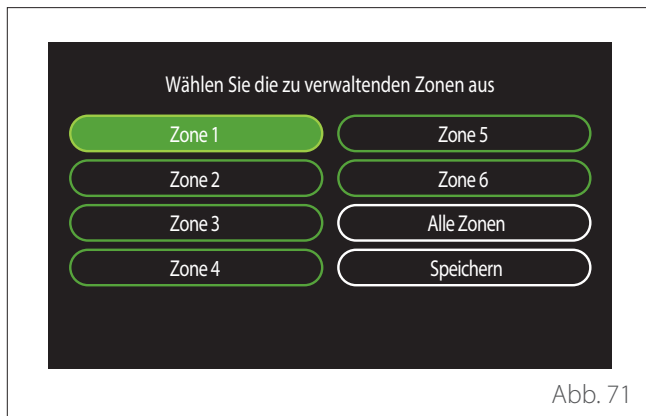 Wählen Sie die zu verwaltenden Zonen aus
Zone 1
Zone 2
Zone 3
Zone 4
Zone 5
Zone 6
Alle Zonen
Speichern
Abb. 71